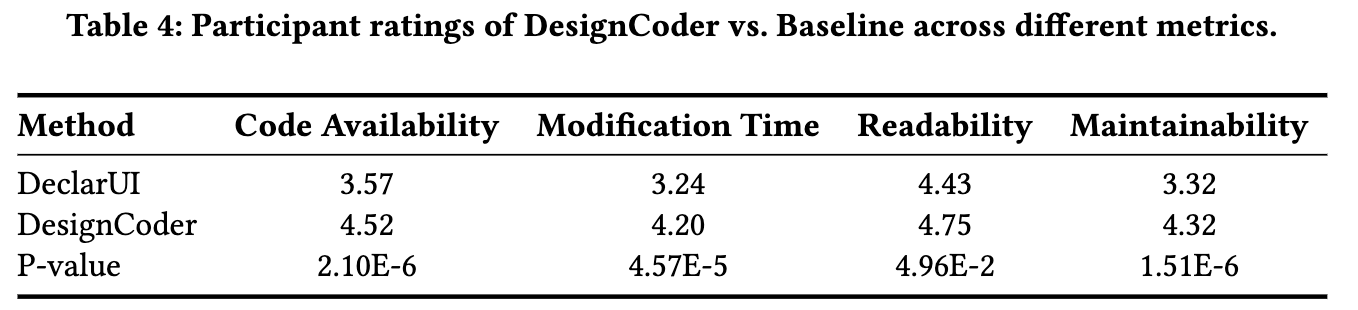 Table 4: Participant ratings of DesignCoder vs. Baseline across different metrics.
Method Code Availability Modification Time Readability Maintainability
DeclarUI 3.57 3.24 4.43 3.32
DesignCoder 4.52 4.20 4.75 4.32
P-value 2.10E-6 4.57E-5 4.96E-2 1.51E-6